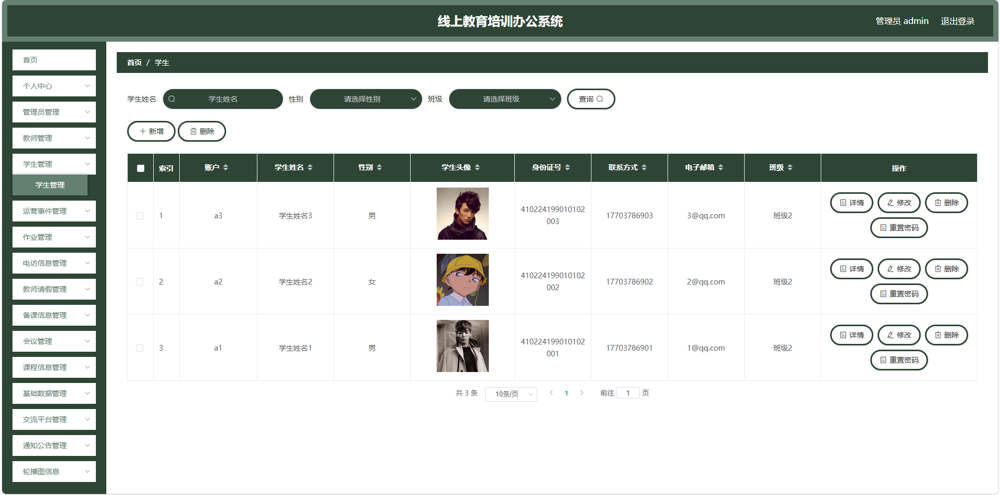 线上教育培训办公系统
管理员 admin 退出登录
首页
个人中心
管理员管理
教师管理
学生管理
学生管理
运营事件管理
作业管理
电访信息管理
教师请假管理
备课信息管理
会议管理
课程信息管理
基础数据管理
交流平台管理
通知公告管理
轮播图信息
首页 / 学生
学生姓名 学生姓名 性别 请选择性别 班级 请选择班级 查询
新增 删除
索引 账户 学生姓名 性别 学生头像 身份证号 联系方式 电子邮箱 班级 操作
1 a3 学生姓名3 男 410224199010102003 17703786903 3@qq.com 班级2 详情 修改 删除
重置密码
2 a2 学生姓名2 女 410224199010102002 17703786902 2@qq.com 班级2 详情 修改 删除
重置密码
3 a1 学生姓名1 男 410224199010102001 17703786901 1@qq.com 班级2 详情 修改 删除
重置密码
共 3 条 10条/页 1 前往 1 页